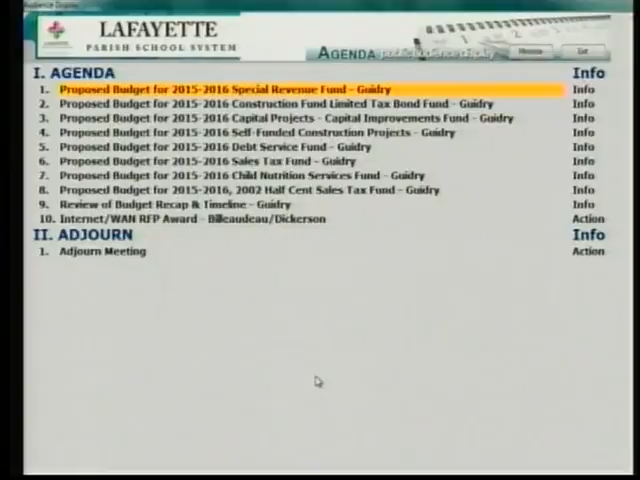 Audience Display
LAFAYETTE
PARISH SCHOOL SYSTEM
AGENDA public audience display
I. AGENDA Info
1. Proposed Budget for 2015-2016 Special Revenue Fund - Guidry Info
2. Proposed Budget for 2015-2016 Construction Fund Limited Tax Bond Fund - Guidry Info
3. Proposed Budget for 2015-2016 Capital Projects - Capital Improvements Fund - Guidry Info
4. Proposed Budget for 2015-2016 Self-Funded Construction Projects - Guidry Info
5. Proposed Budget for 2015-2016 Debt Service Fund - Guidry Info
6. Proposed Budget for 2015-2016 Sales Tax Fund - Guidry Info
7. Proposed Budget for 2015-2016 Child Nutrition Services Fund - Guidry Info
8. Proposed Budget for 2015-2016, 2002 Half Cent Sales Tax Fund - Guidry Info
9. Review of Budget Recap & Timeline - Guidry Info
10. Internet/WAN RFP Award - Billeaudeau/Dickerson Action
II. ADJOURN Info
1. Adjourn Meeting Action